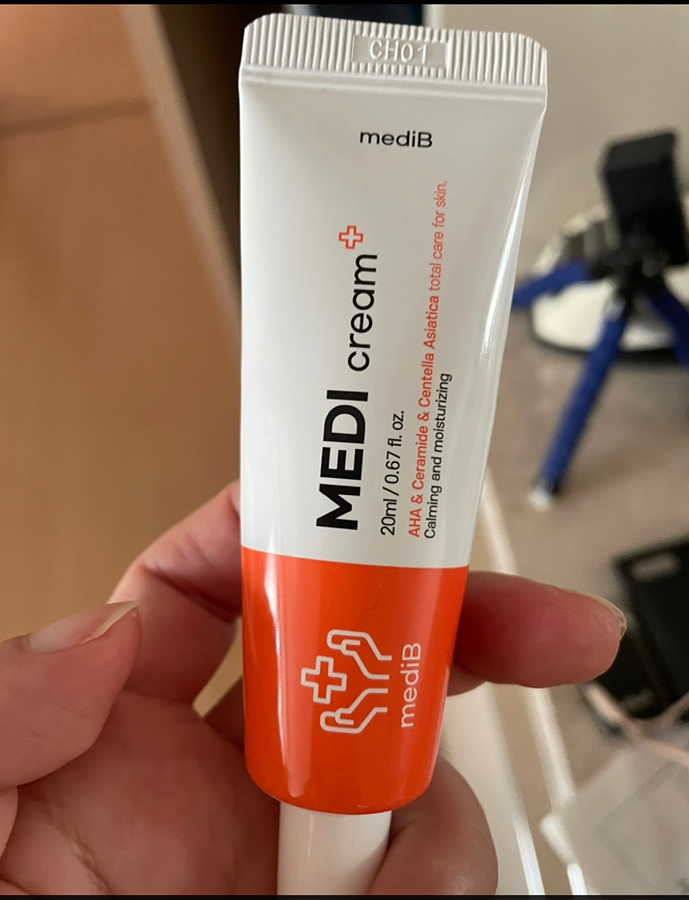 CH01
mediB
MEDI cream
20ml / 0.67 fl. oz.
AHA & Ceramide & Centella Asiatica total care for skin.
Calming and moisturizing
mediB